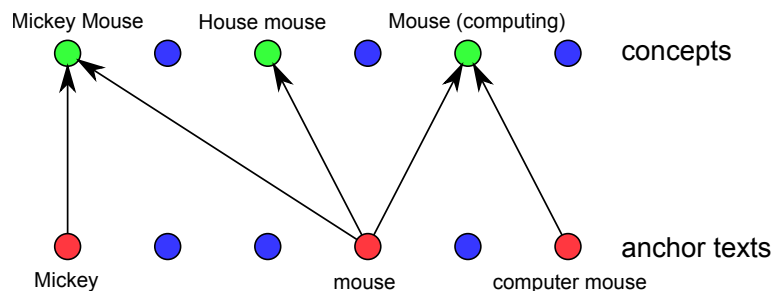 Mickey Mouse
House mouse
Mouse (computing)
concepts
anchor texts
Mickey
mouse
computer mouse